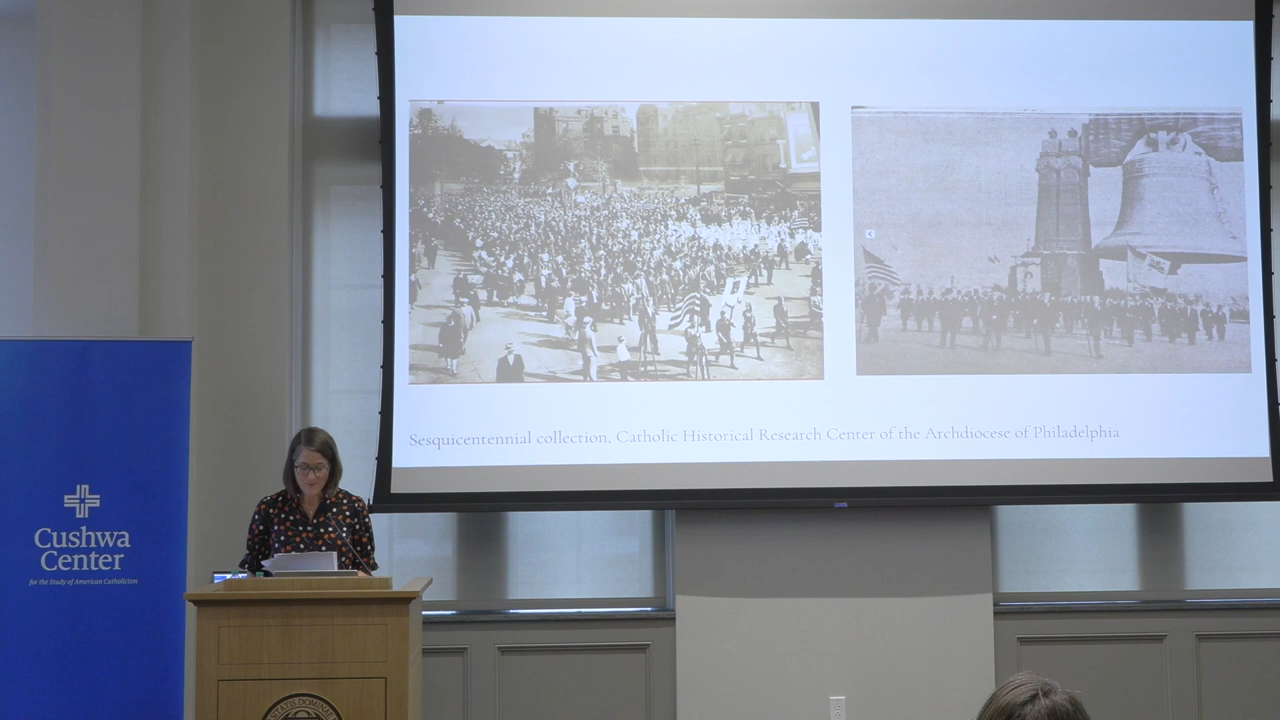 Sesquicentennial collection, Catholic Historical Research Center of the Archdiocese of Philadelphia
Cushwa
Center
for the Study of American Catholicism